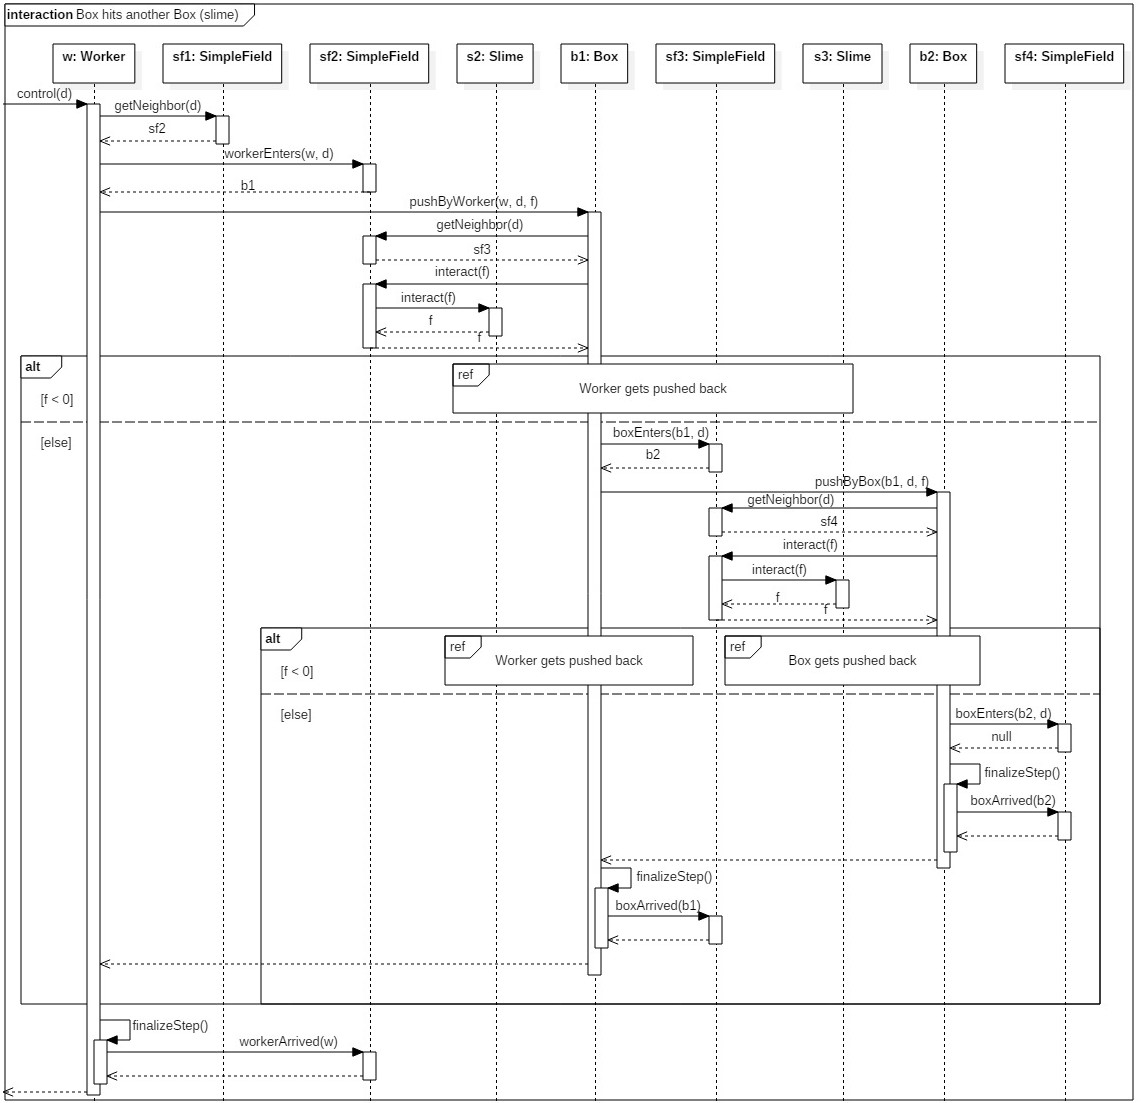 interaction Box hits another Box (slime)
w: Worker
sf1: SimpleField
sf2: SimpleField
s2: Slime
b1: Box
sf3: SimpleField
s3: Slime
b2: Box
sf4: SimpleField
control(d)
getNeighbor(d)
sf2
workerEnters(w, d)
b1
pushByWorker(w, d, f)
getNeighbor(d)
sf3
interact(f)
interact(f)
f
f
alt
ref
Worker gets pushed back
[f < 0]
[else]
boxEnters(b1, d)
b2
pushByBox(b1, d, f)
getNeighbor(d)
sf4
interact(f)
interact(f)
f
f
alt
ref
Worker gets pushed back
ref
Box gets pushed back
[f < 0]
[else]
boxEnters(b2, d)
null
finalizeStep()
boxArrived(b2)
finalizeStep()
boxArrived(b1)
finalizeStep()
workerArrived(w)